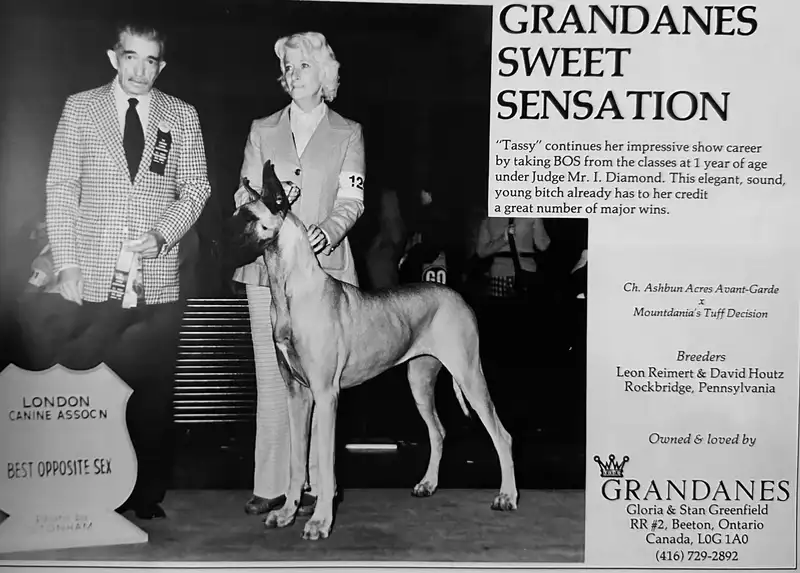 GRANDANES
SWEET
SENSATION
"Tassy" continues her impressive show career
by taking BOS from the classes at 1 year of age
under Judge Mr. I. Diamond. This elegant, sound,
young bitch already has to her credit
a great number of major wins.
Ch. Ashbun Acres Avant-Garde
x
Mountdania's Tuff Decision
Breeders
Leon Reimert & David Houtz
Rockbridge, Pennsylvania
Owned & loved by
GRANDANES
Gloria & Stan Greenfield
RR #2, Beeton, Ontario
Canada, L0G 1A0
(416) 729-2892
12
GO
LONDON
CANINE ASSOCN
BEST OPPOSITE SEX